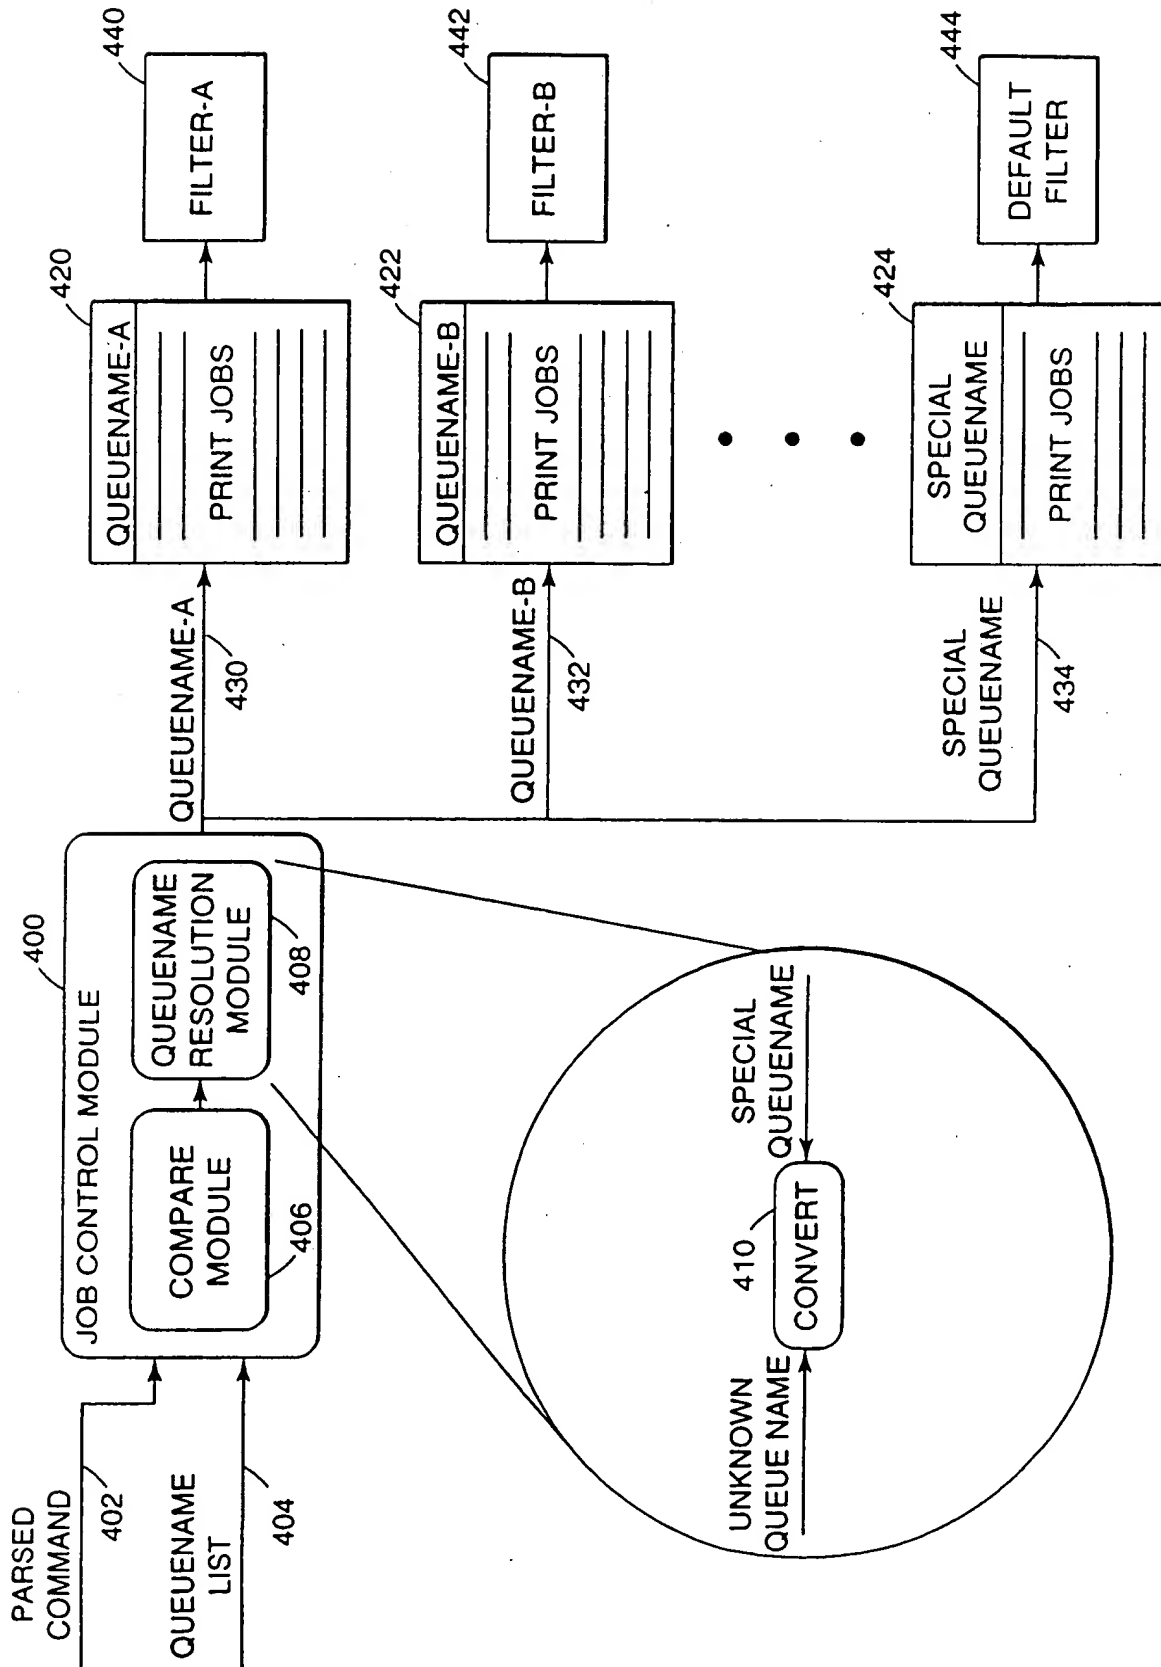 PARSED
COMMAND
402
QUEUENAME
LIST
404
400
JOB CONTROL MODULE
COMPARE
MODULE
406
QUEUENAME
RESOLUTION
MODULE
408
UNKNOWN
QUEUE NAME
410
CONVERT
SPECIAL
QUEUENAME
QUEUENAME-A
430
420
QUEUENAME-A
PRINT JOBS
440
FILTER-A
QUEUENAME-B
432
422
QUEUENAME-B
PRINT JOBS
442
FILTER-B
SPECIAL
QUEUENAME
434
424
SPECIAL
QUEUENAME
PRINT JOBS
444
DEFAULT
FILTER